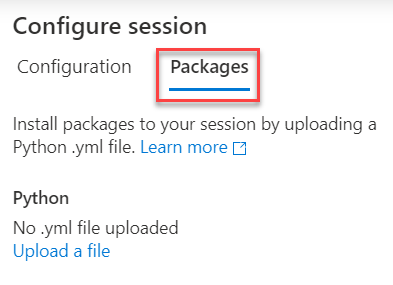 Configure session
Configuration Packages
Install packages to your session by uploading a
Python .yml file. Learn more
Python
No .yml file uploaded
Upload a file